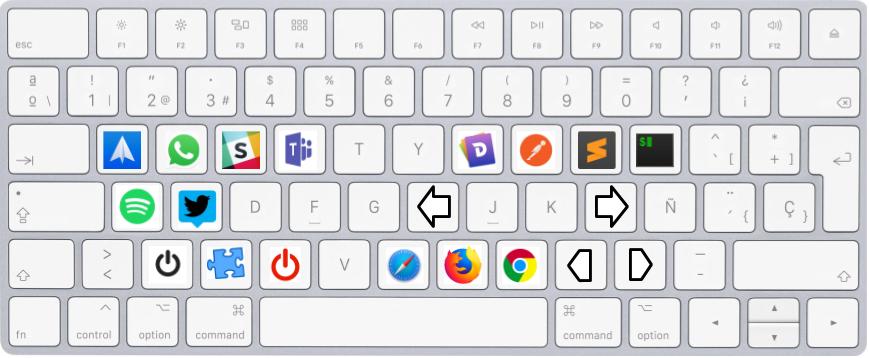 esc F1 F2 F3 F4 F5 F6 F7 F8 F9 F10 F11 F12
ª ! " · $ % & / ( ) = ? ¿
º \ 1 | 2 @ 3 # 4 5 6 7 8 9 0 ' ¡
S T T Y D S $ ^ ` [ * + ]
D F G J K Ñ ¨ ´ { Ç }
> < V _ -
fn control option command command option